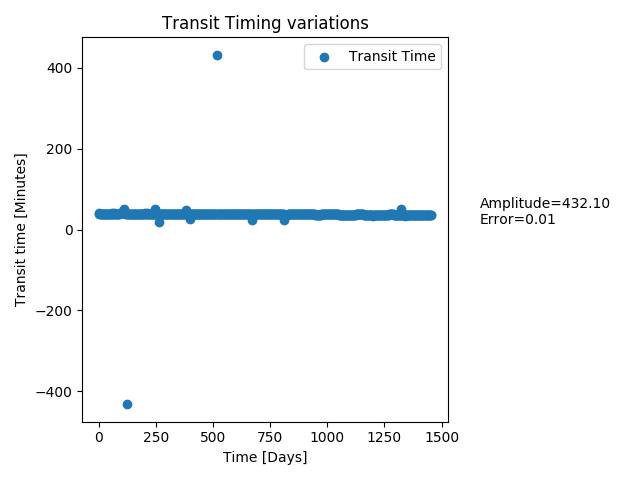 Transit Timing variations
Transit Time
400
200
0
−200
−400
Transit time [Minutes]
Amplitude=432.10
Error=0.01
0 250 500 750 1000 1250 1500
Time [Days]